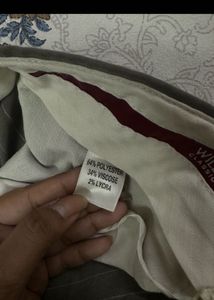 64% POLYESTER
34% VISCOSE
2% LYCRA